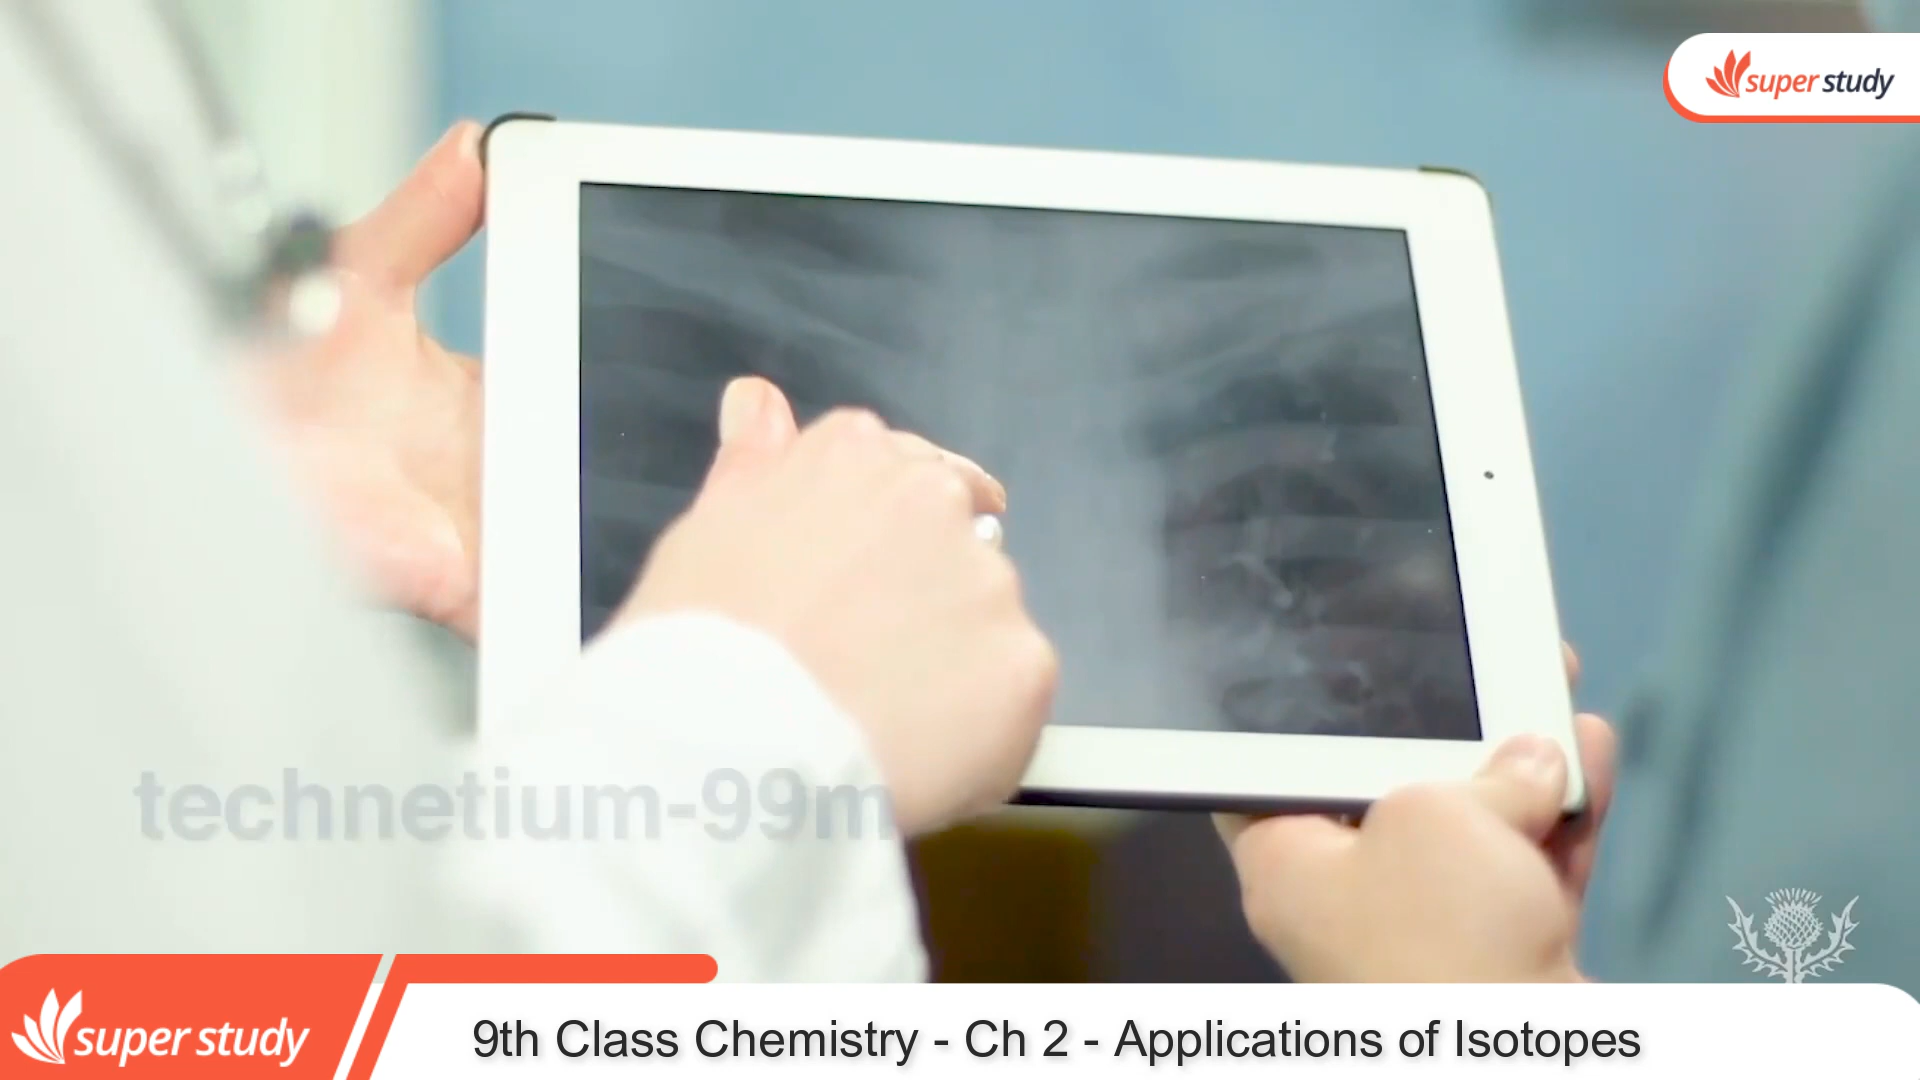 super study
technetium-99m
super study
9th Class Chemistry - Ch 2 - Applications of Isotopes